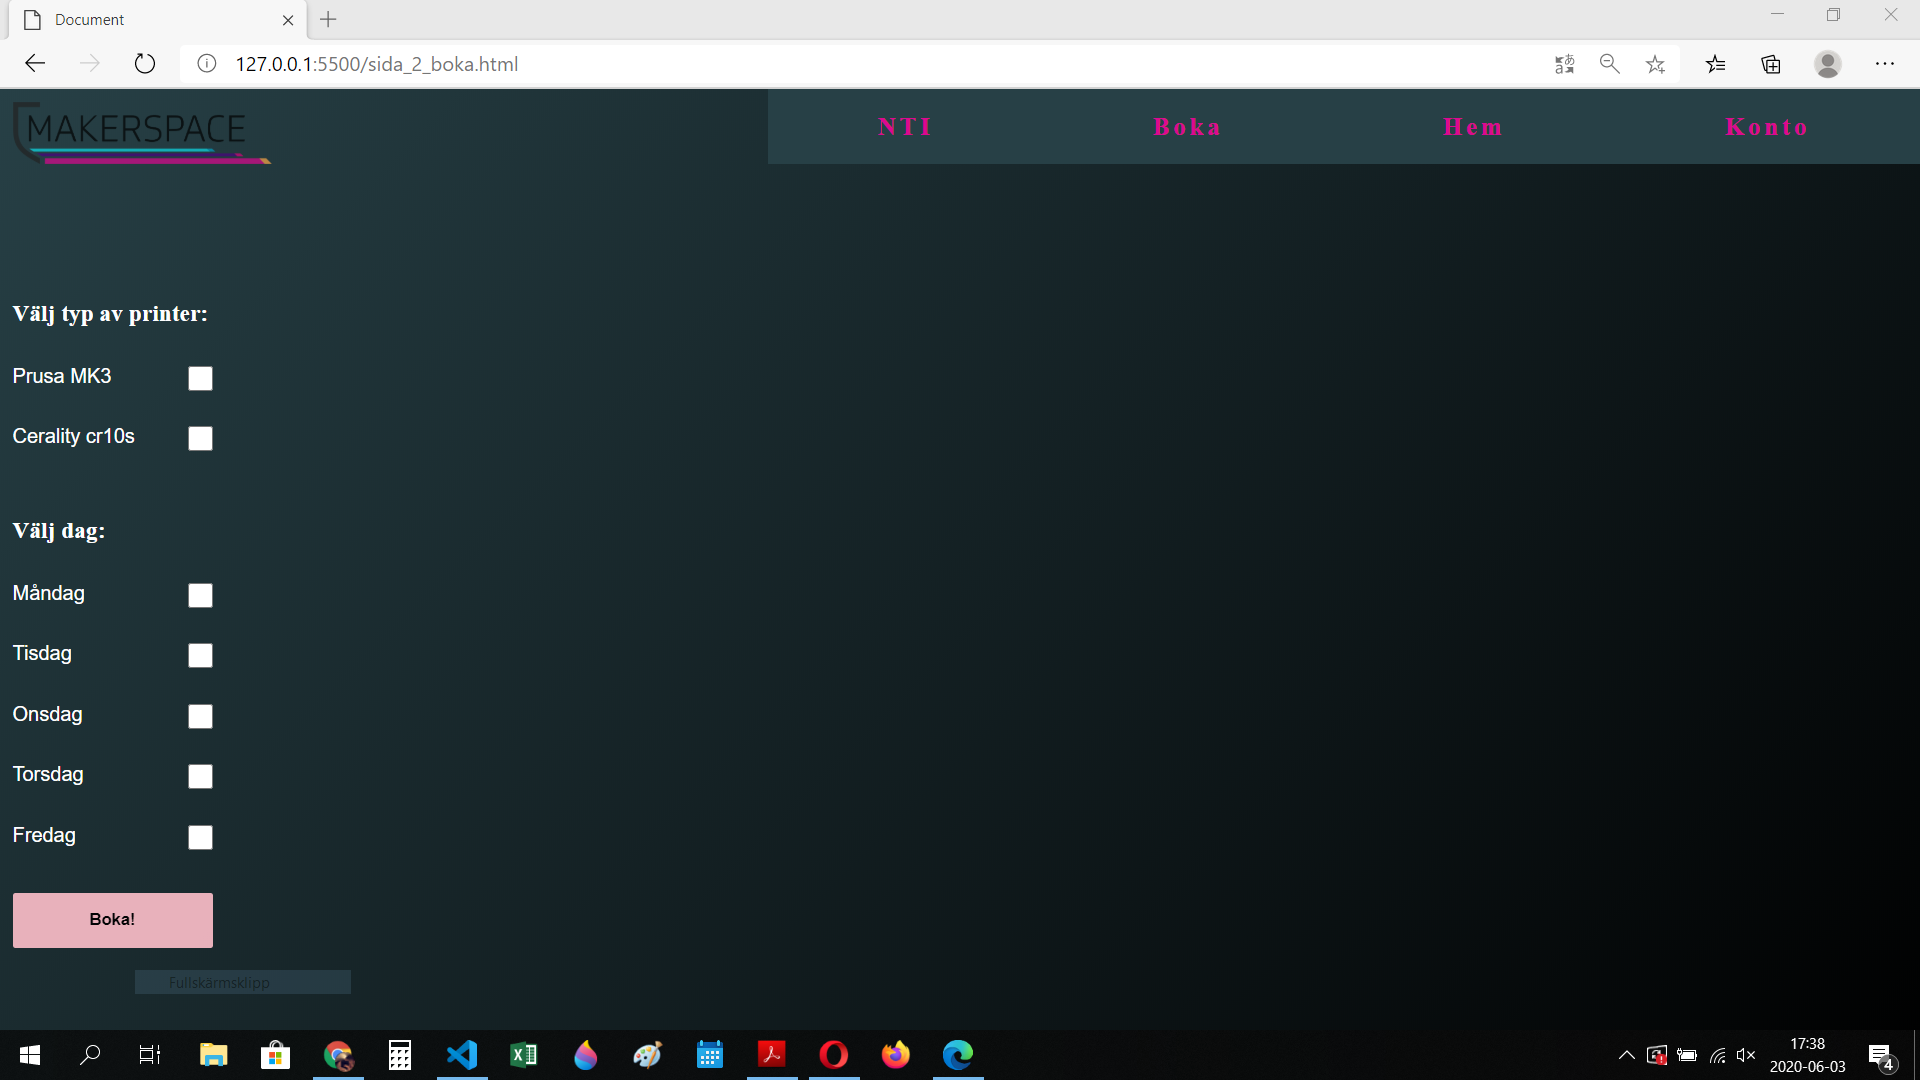 Document
127.0.0.1:5500/sida_2_boka.html
MAKERSPACE
NTI Boka Hem Konto
Välj typ av printer:
Prusa MK3
Cerality cr10s
Välj dag:
Måndag
Tisdag
Onsdag
Torsdag
Fredag
Boka!
Fullskärmsklipp
17:38
2020-06-03
4